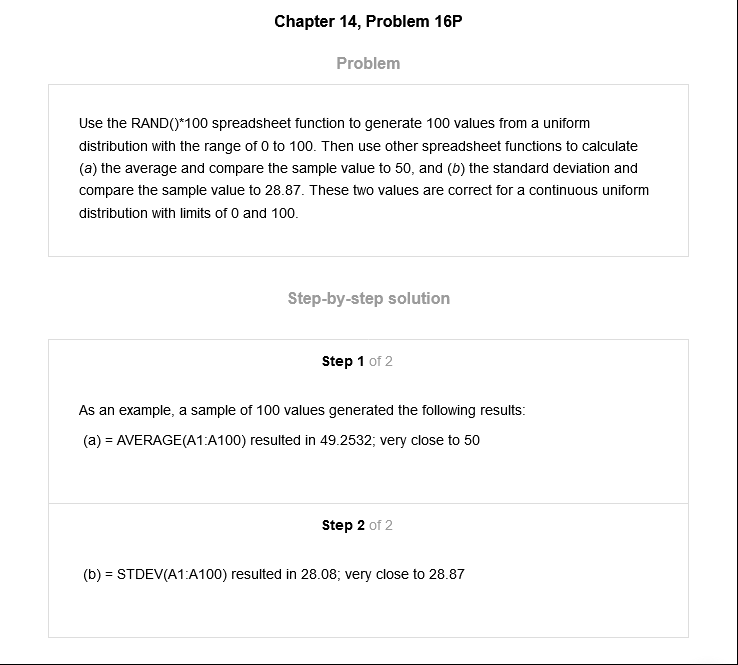 Chapter 14, Problem 16P
Problem
Use the RAND()*100 spreadsheet function to generate 100 values from a uniform
distribution with the range of 0 to 100. Then use other spreadsheet functions to calculate
(a) the average and compare the sample value to 50, and (b) the standard deviation and
compare the sample value to 28.87. These two values are correct for a continuous uniform
distribution with limits of 0 and 100.
Step-by-step solution
Step 1 of 2
As an example, a sample of 100 values generated the following results:
(a) = AVERAGE(A1:A100) resulted in 49.2532; very close to 50
Step 2 of 2
(b) = STDEV(A1:A100) resulted in 28.08; very close to 28.87